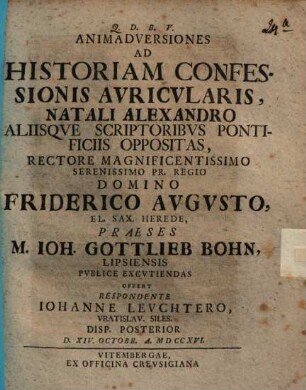 Q. D. B. V.
ANIMADVERSIONES
AD
HISTORIAM CONFES-
SIONIS AVRICVLARIS,
NATALI ALEXANDRO
ALIISQVE SCRIPTORIBVS PONTI-
FICIIS OPPOSITAS,
RECTORE MAGNIFICENTISSIMO
SERENISSIMO PR. REGIO
DOMINO
FRIDERICO AVGVSTO,
EL. SAX. HEREDE,
PRAESES
M. IOH. GOTTLIEB BOHN,
LIPSIENSIS
PVBLICE EXCVTIENDAS
OFFERT
RESPONDENTE
IOHANNE LEVCHTERO,
VRATISLAV. SILES.
DISP. POSTERIOR
D. XIV. OCTOBR. A. MDCCXVI.
VITEMBERGAE,
EX OFFICINA CREVSIGIANA